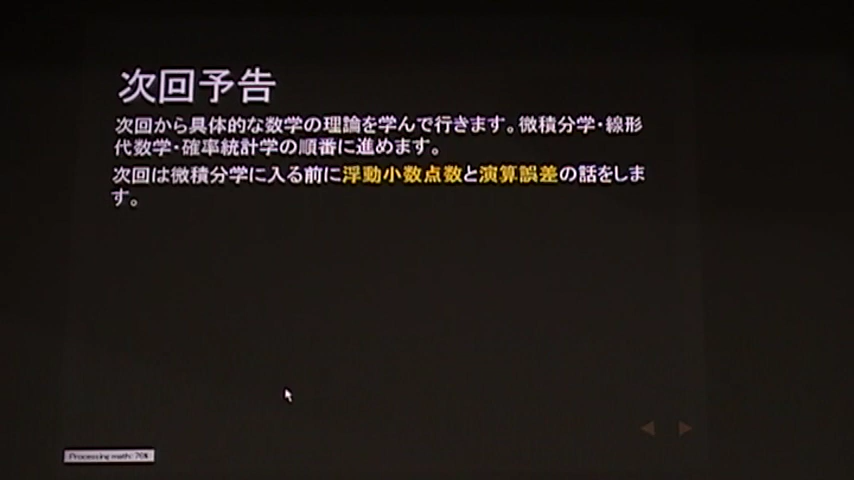 次回予告
次回から具体的な数学の理論を学んで行きます。微積分学・線形
代数学・確率統計学の順番に進めます。
次回は微積分学に入る前に浮動小数点数と演算誤差の話をしま
す。
Processing math: 76%